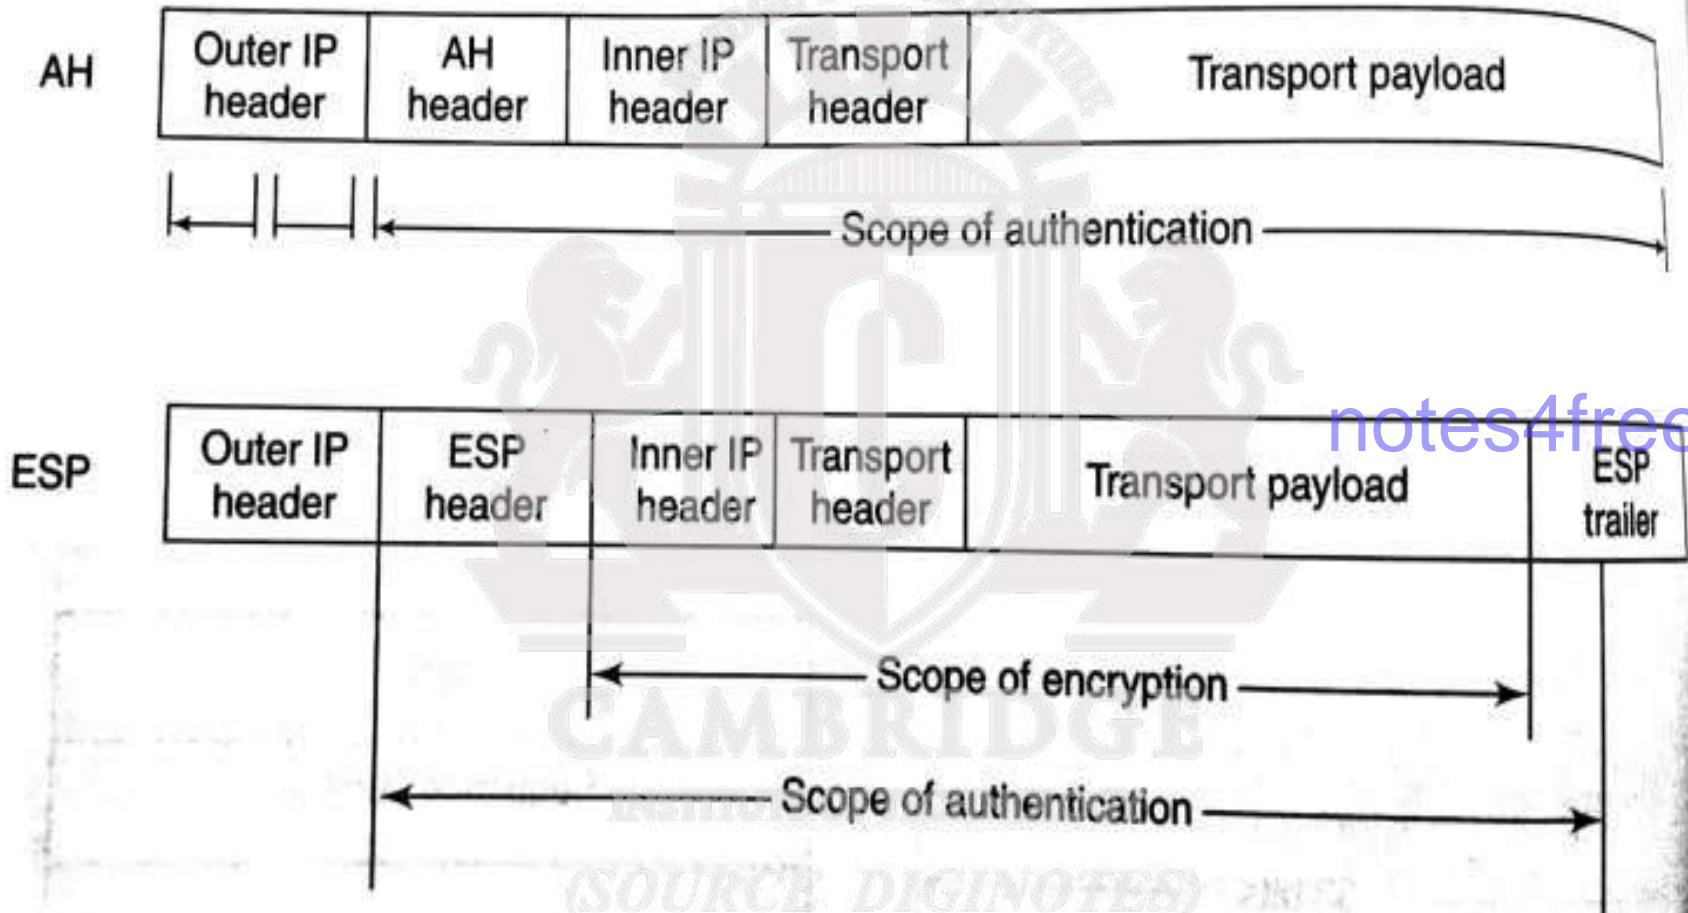 AH
Outer IP
header
AH
header
Inner IP
header
Transport
header
Transport payload
Scope of authentication
ESP
Outer IP
header
ESP
header
Inner IP
header
Transport
header
Transport payload
notes4free
ESP
trailer
Scope of encryption
CAMBRIDGE
Scope of authentication
(SOURCE DIGINOTES)